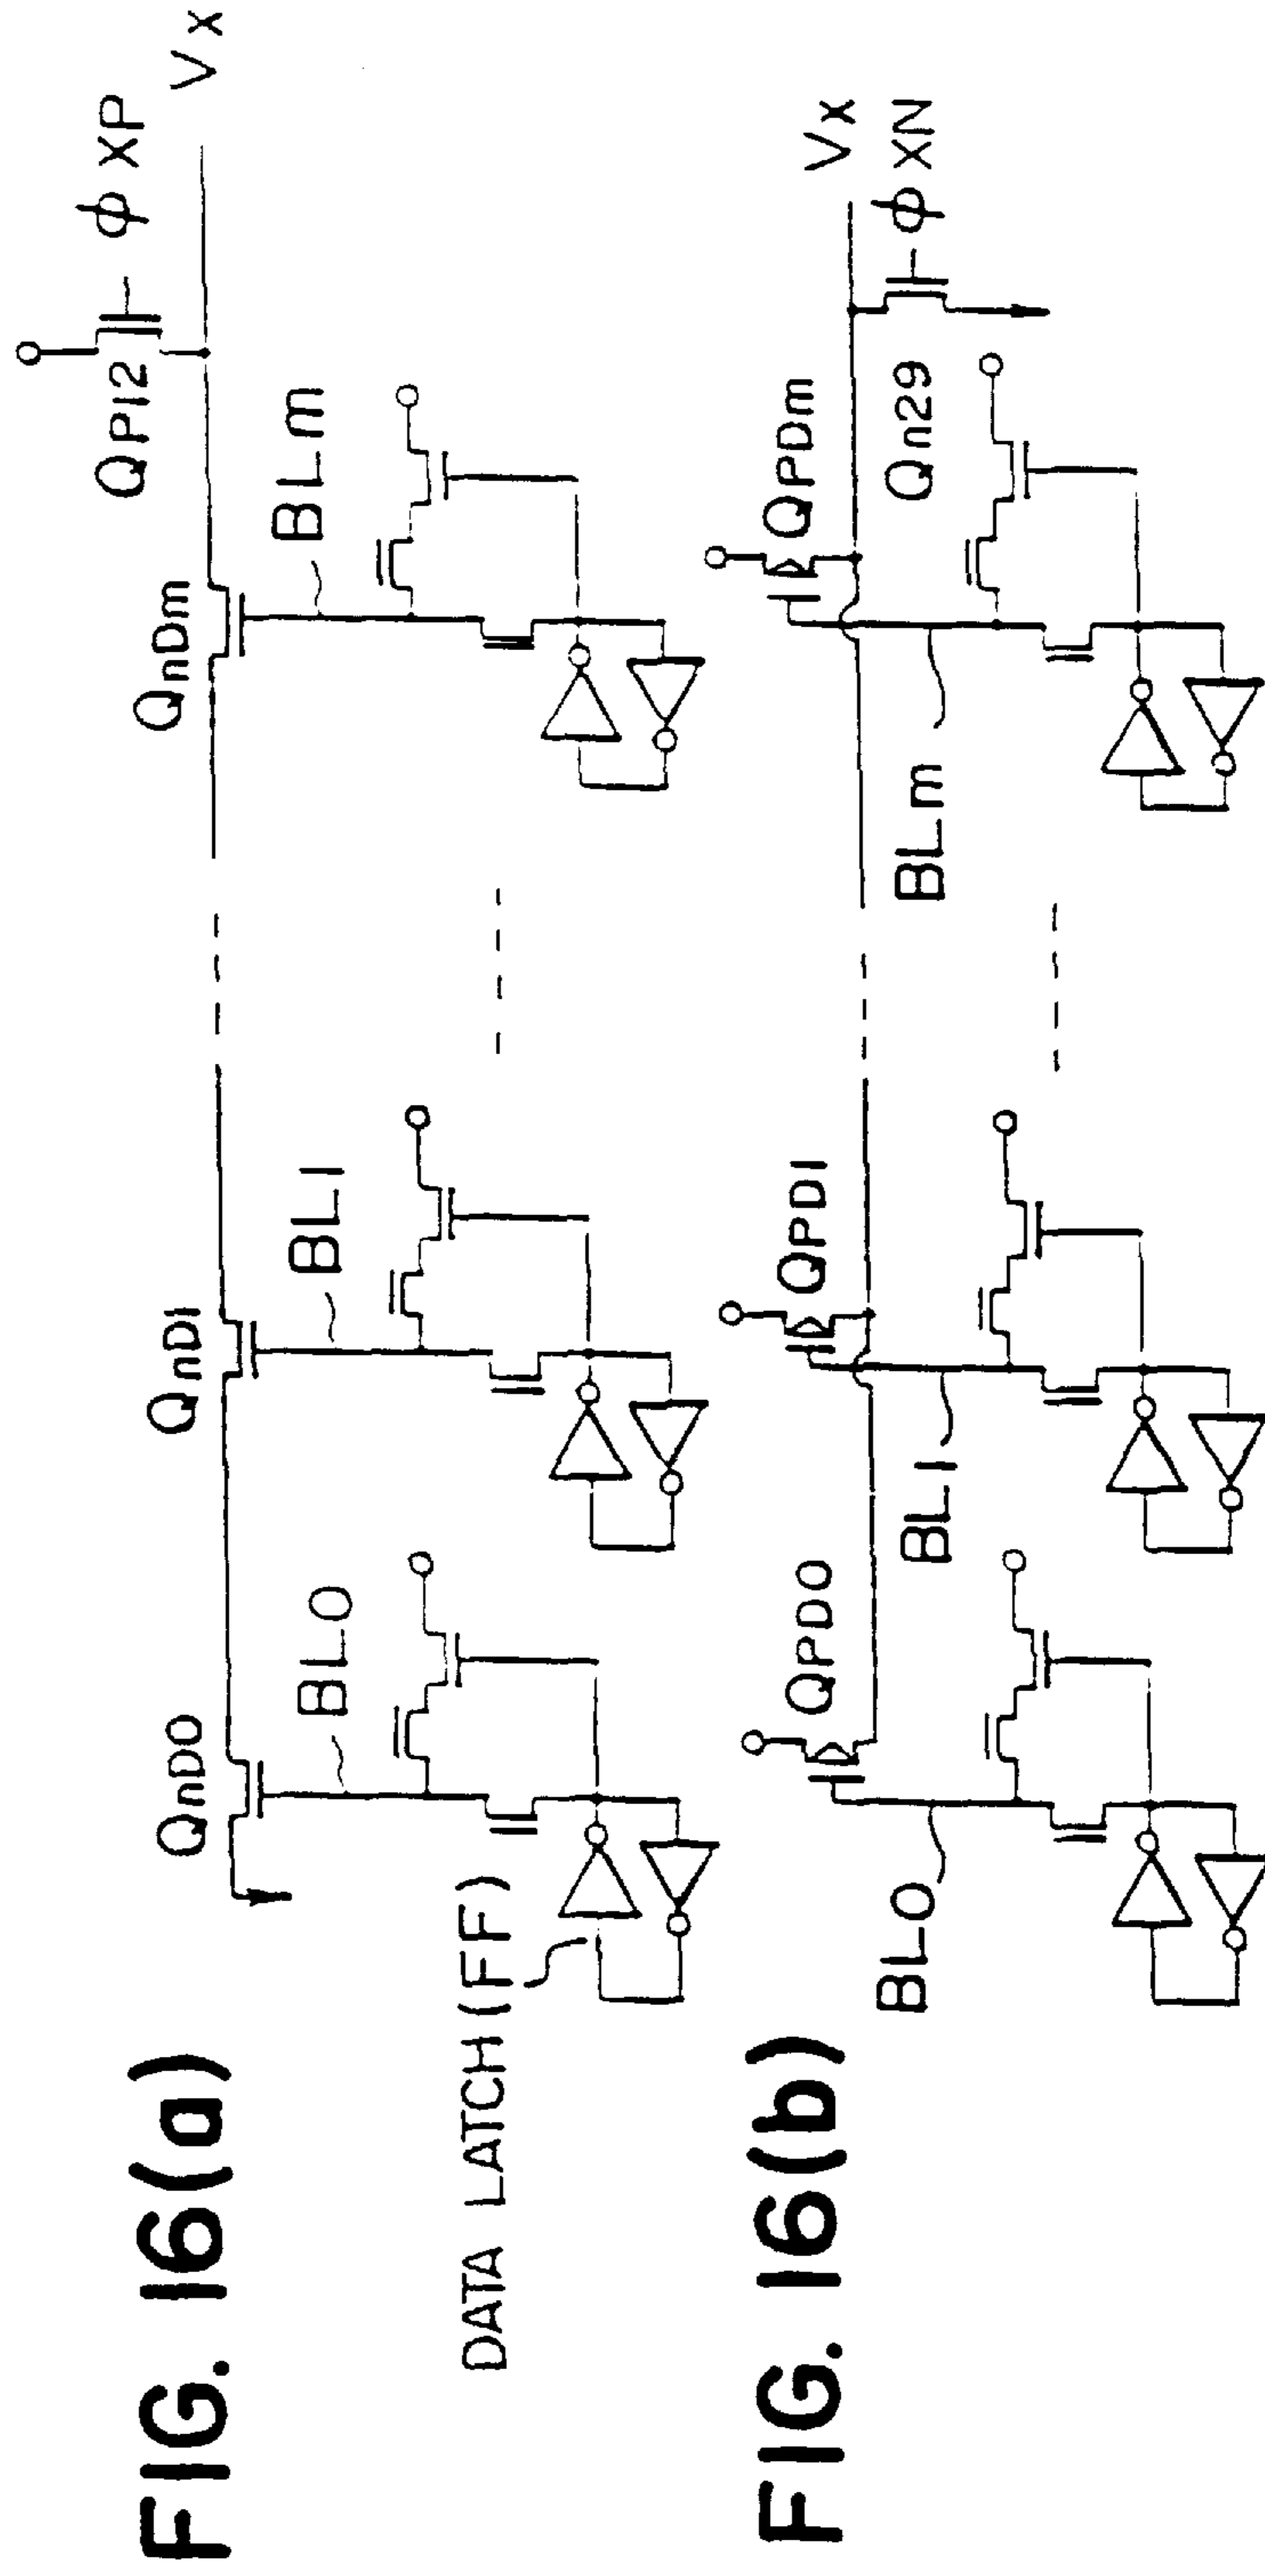 FIG. 16(a)
QnD0
QnD1
QnDm
QP12
φXP
Vx
BL0
BL1
BLm
DATA LATCH (FF)
FIG. 16(b)
QPD0
QPD1
QPDm
Vx
φXN
Qn29
BL0
BL1
BLm